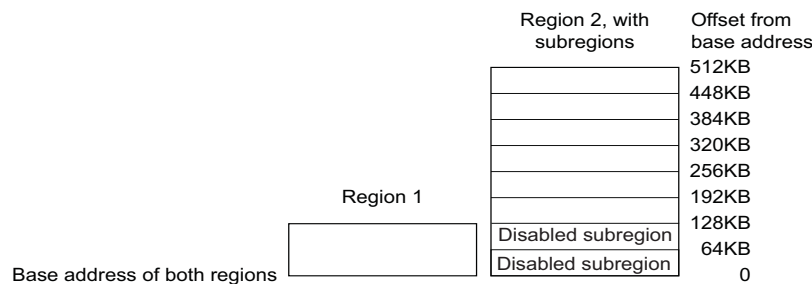 Region 2, with
subregions
Offset from
base address
512KB
448KB
384KB
320KB
256KB
192KB
Region 1
128KB
Disabled subregion
64KB
Disabled subregion
Base address of both regions
0